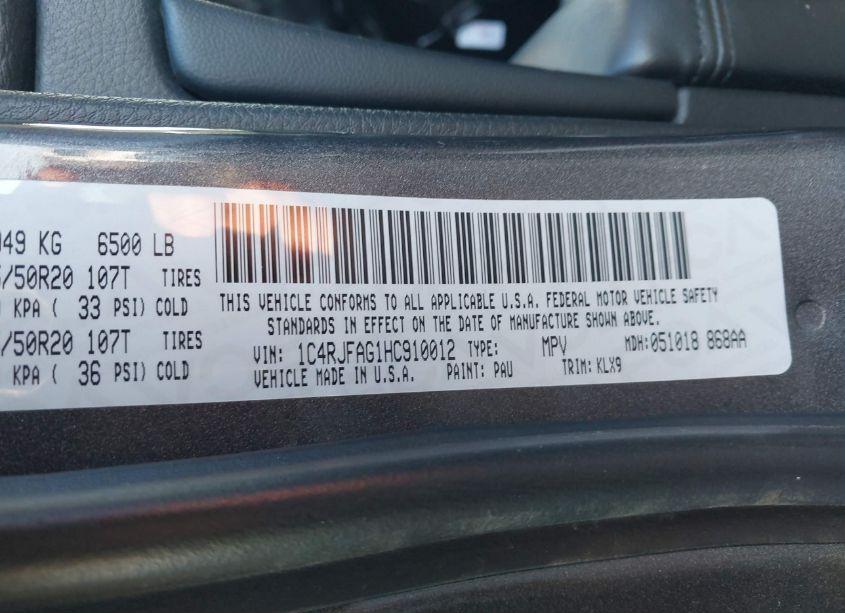 949 KG 6500 LB
/50R20 107T TIRES
KPA ( 33 PSI) COLD
/50R20 107T TIRES
KPA ( 36 PSI) COLD
THIS VEHICLE CONFORMS TO ALL APPLICABLE U.S.A. FEDERAL MOTOR VEHICLE SAFETY
STANDARDS IN EFFECT ON THE DATE OF MANUFACTURE SHOWN ABOVE.
VIN: 1C4RJFAG1HC910012 TYPE: MPV MDH: 051018 868AA
VEHICLE MADE IN U.S.A. PAINT: PAU TRIM: KLX9